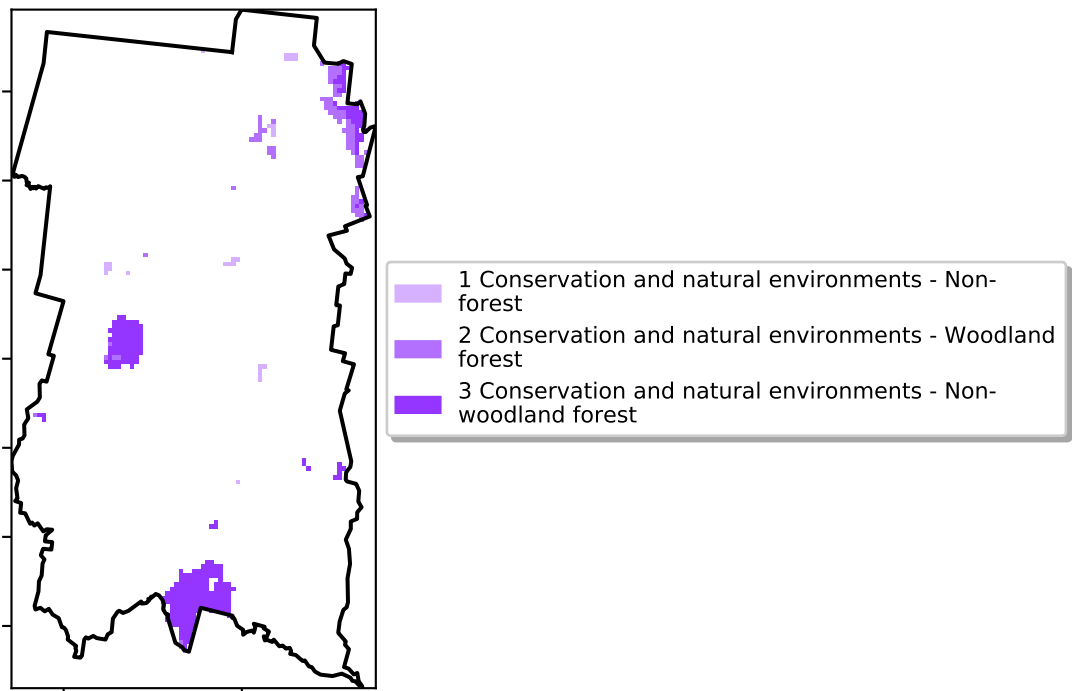 1 Conservation and natural environments - Non-
forest
2 Conservation and natural environments - Woodland
forest
3 Conservation and natural environments - Non-
woodland forest